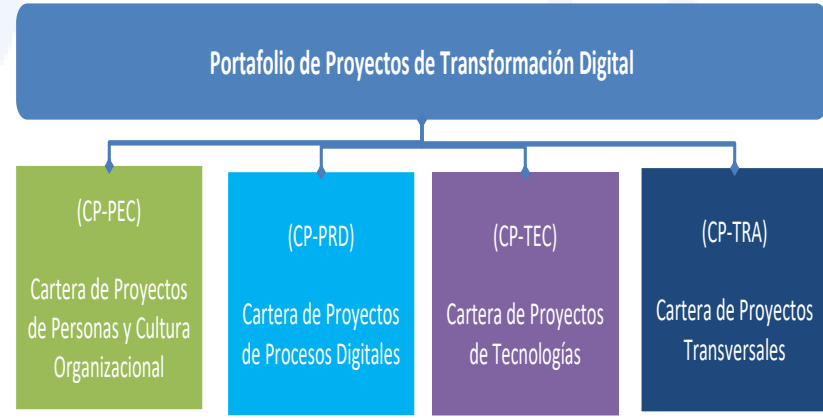 Portafolio de Proyectos de Transformación Digital
(CP-PEC)
Cartera de Proyectos
de Personas y Cultura
Organizacional
(CP-PRD)
Cartera de Proyectos
de Procesos Digitales
(CP-TEC)
Cartera de Proyectos
de Tecnologías
(CP-TRA)
Cartera de Proyectos
Transversales